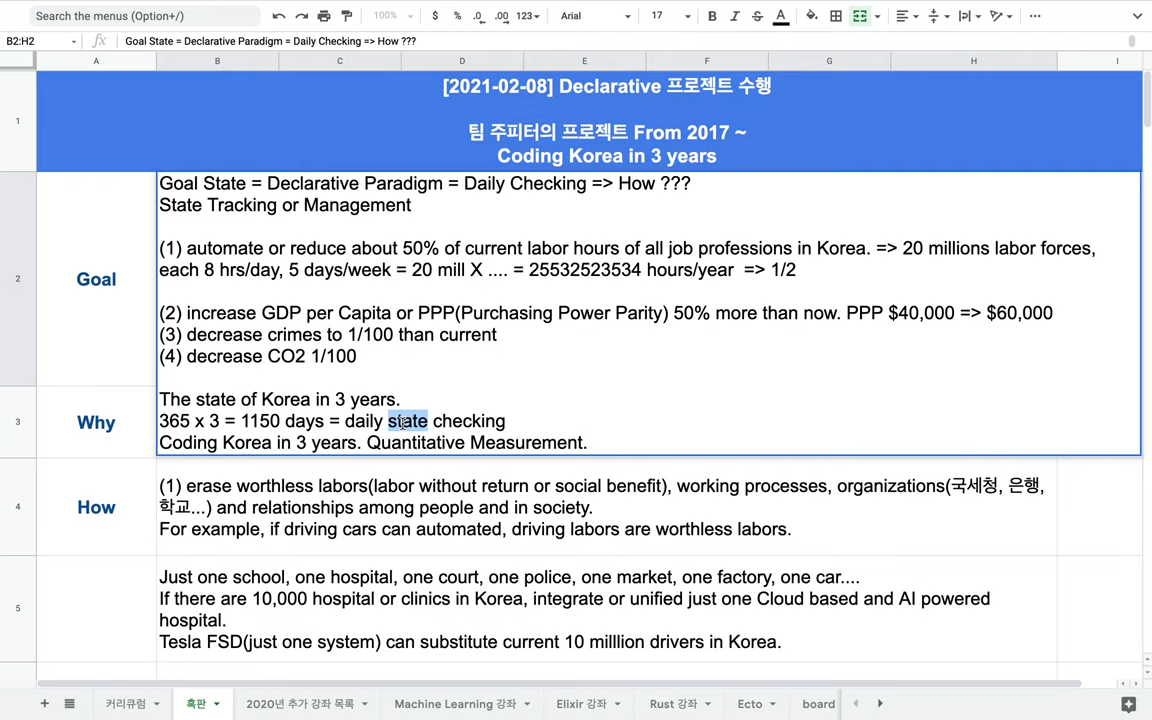 Search the menus (Option+/)
100%
$ % .0 .00 123
Arial
17
B I S A
B2:H2
fx
Goal State = Declarative Paradigm = Daily Checking => How ???
A B C D E F G H I
1
[2021-02-08] Declarative 프로젝트 수행
팀 주피터의 프로젝트 From 2017 ~
Coding Korea in 3 years
2
Goal
Goal State = Declarative Paradigm = Daily Checking => How ???
State Tracking or Management
(1) automate or reduce about 50% of current labor hours of all job professions in Korea. => 20 millions labor forces,
each 8 hrs/day, 5 days/week = 20 mill X .... = 25532523534 hours/year => 1/2
(2) increase GDP per Capita or PPP(Purchasing Power Parity) 50% more than now. PPP $40,000 => $60,000
(3) decrease crimes to 1/100 than current
(4) decrease CO2 1/100
3
Why
The state of Korea in 3 years.
365 x 3 = 1150 days = daily state checking
Coding Korea in 3 years. Quantitative Measurement.
4
How
(1) erase worthless labors(labor without return or social benefit), working processes, organizations(국세청, 은행,
학교...) and relationships among people and in society.
For example, if driving cars can automated, driving labors are worthless labors.
5
Just one school, one hospital, one court, one police, one market, one factory, one car....
If there are 10,000 hospital or clinics in Korea, integrate or unified just one Cloud based and AI powered
hospital.
Tesla FSD(just one system) can substitute current 10 milllion drivers in Korea.
커리큘럼
흑판
2020년 추가 강좌 목록
Machine Learning 강좌
Elixir 강좌
Rust 강좌
Ecto
board